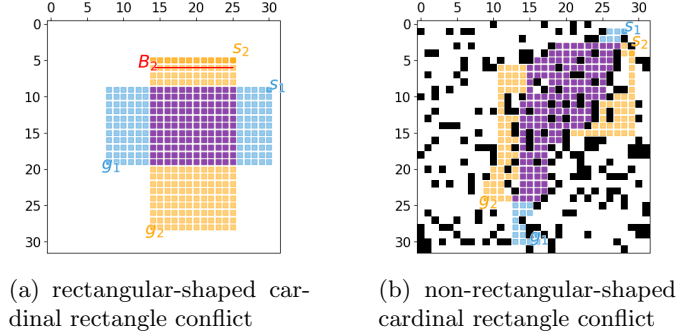 0 5 10 15 20 25 30
0 5 10 15 20 25 30
0
5
10
15
20
25
30
s2
B2
s1
g1
g2
0
5
10
15
20
25
30
s1
s2
g2
g1
(a) rectangular-shaped car-
dinal rectangle conflict
(b) non-rectangular-shaped
cardinal rectangle conflict